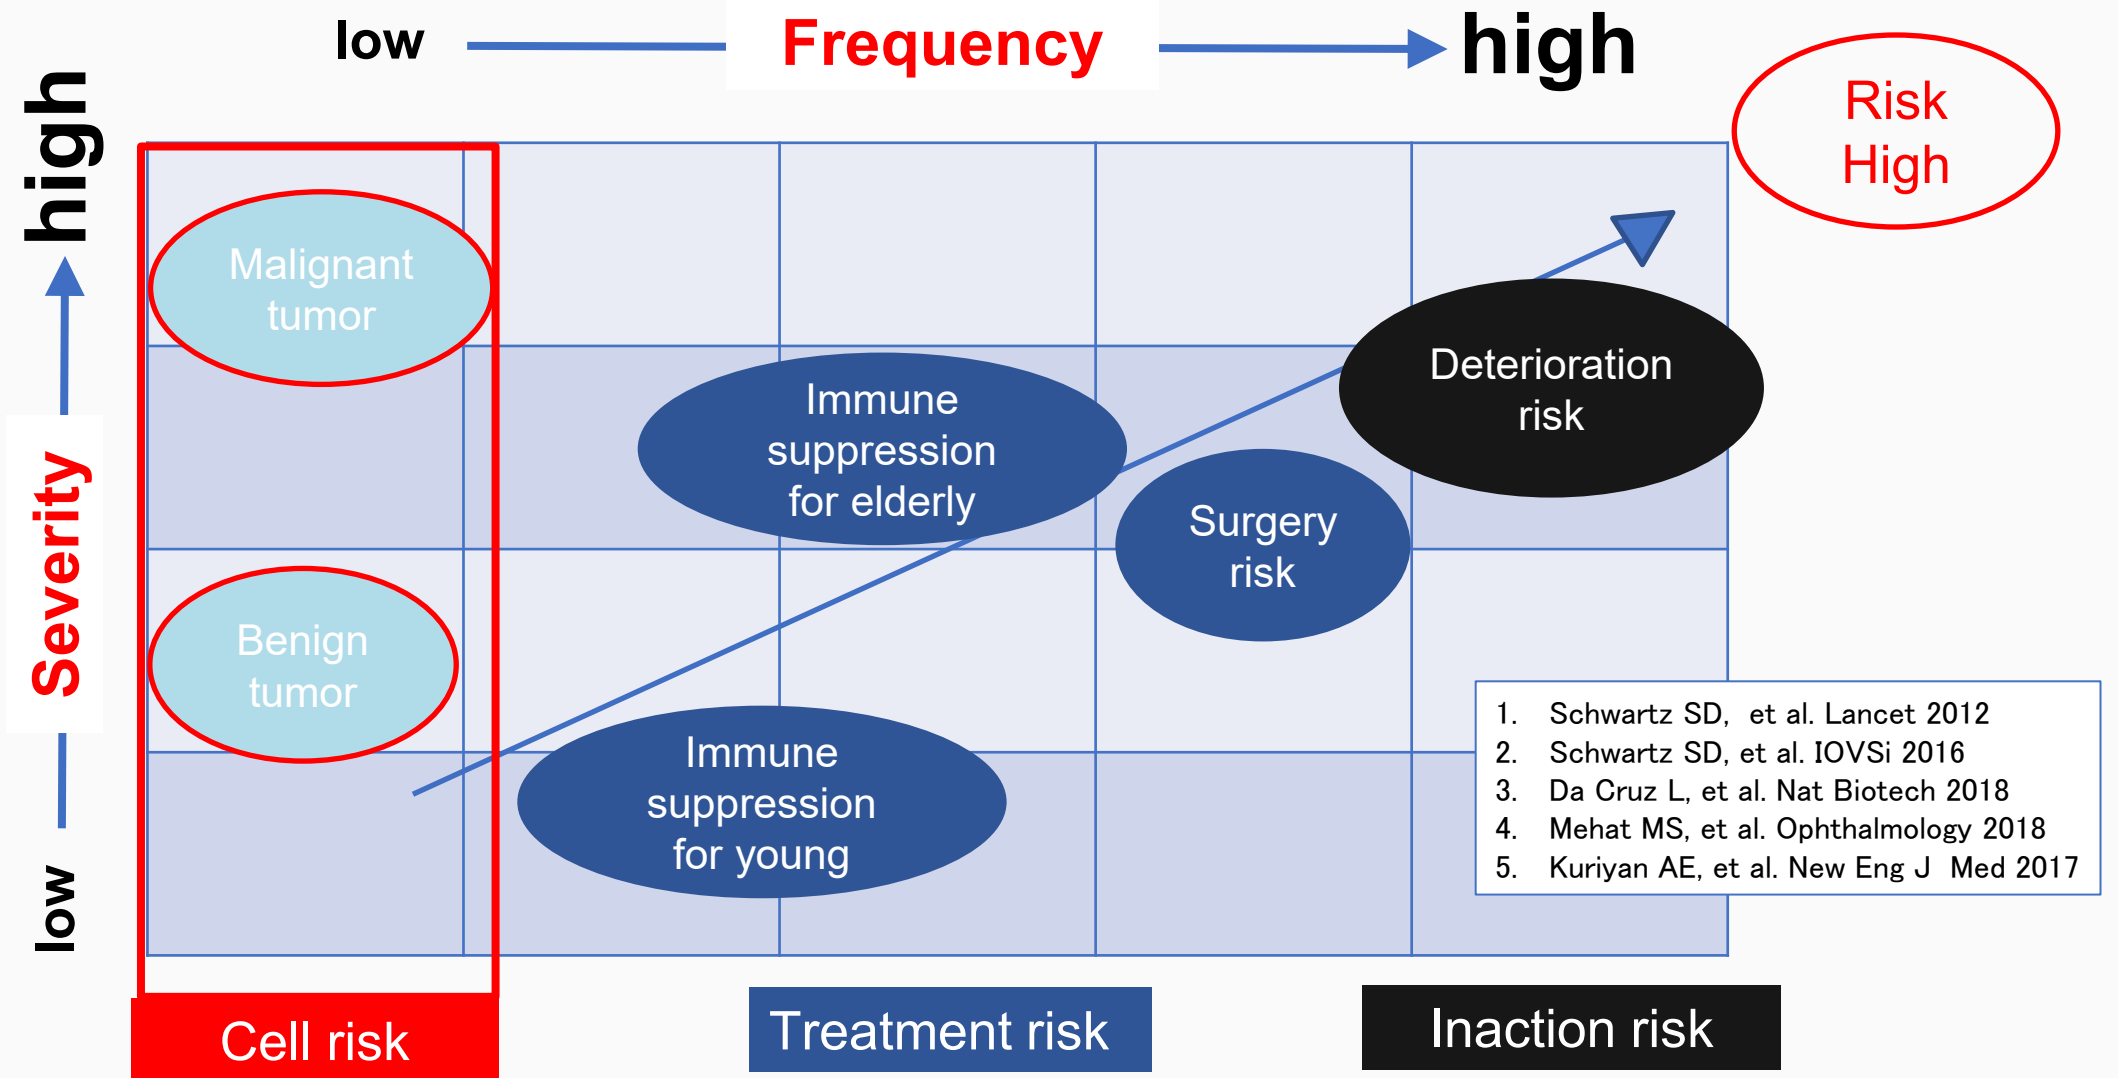 low
Frequency
high
high
Severity
low
Risk
High
Malignant
tumor
Immune
suppression
for elderly
Deterioration
risk
Surgery
risk
Benign
tumor
Immune
suppression
for young
1. Schwartz SD, et al. Lancet 2012
2. Schwartz SD, et al. IOVSi 2016
3. Da Cruz L, et al. Nat Biotech 2018
4. Mehat MS, et al. Ophthalmology 2018
5. Kuriyan AE, et al. New Eng J Med 2017
Cell risk
Treatment risk
Inaction risk